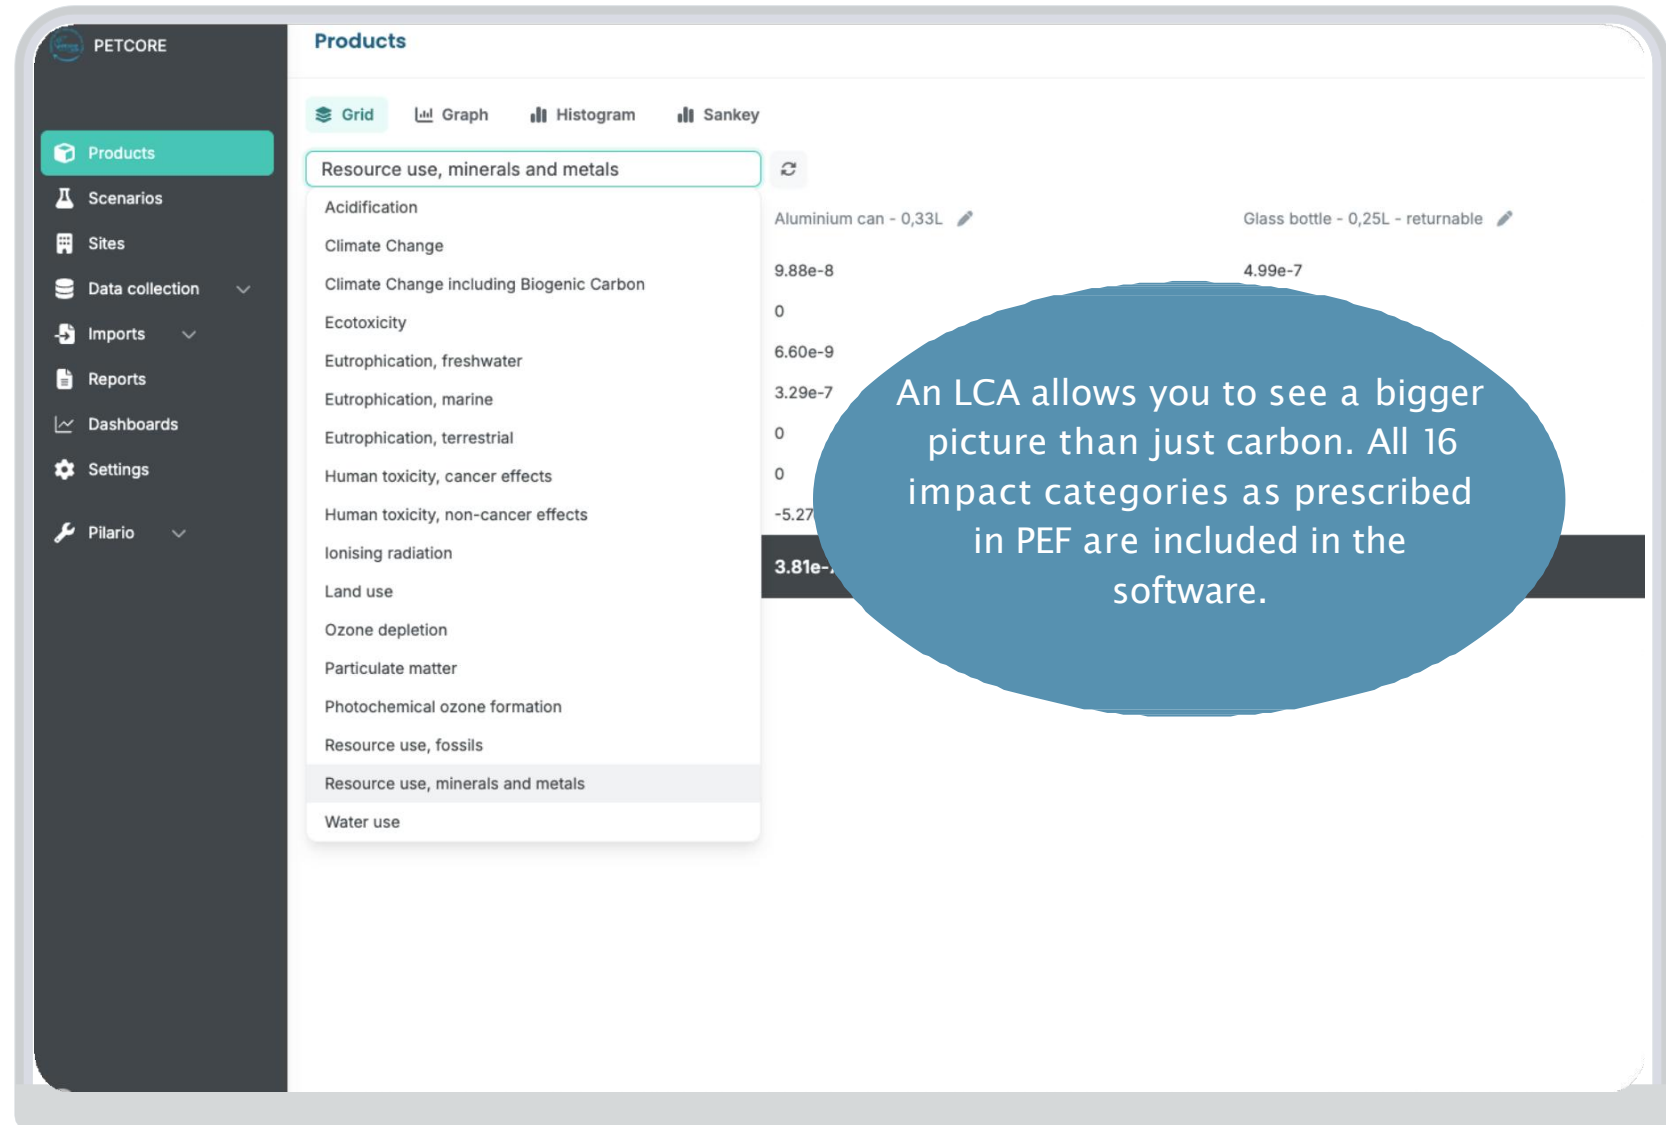 PETCORE
Products
Scenarios
Sites
Data collection
Imports
Reports
Dashboards
Settings
Pilario
Products
Grid
Graph
Histogram
Sankey
Resource use, minerals and metals
Acidification
Climate Change
Climate Change including Biogenic Carbon
Ecotoxicity
Eutrophication, freshwater
Eutrophication, marine
Eutrophication, terrestrial
Human toxicity, cancer effects
Human toxicity, non-cancer effects
Ionising radiation
Land use
Ozone depletion
Particulate matter
Photochemical ozone formation
Resource use, fossils
Resource use, minerals and metals
Water use
Aluminium can - 0,33L
9.88e-8
0
6.60e-9
3.29e-7
0
0
-5.27
3.81e-
Glass bottle - 0,25L - returnable
4.99e-7
An LCA allows you to see a bigger
picture than just carbon. All 16
impact categories as prescribed
in PEF are included in the
software.